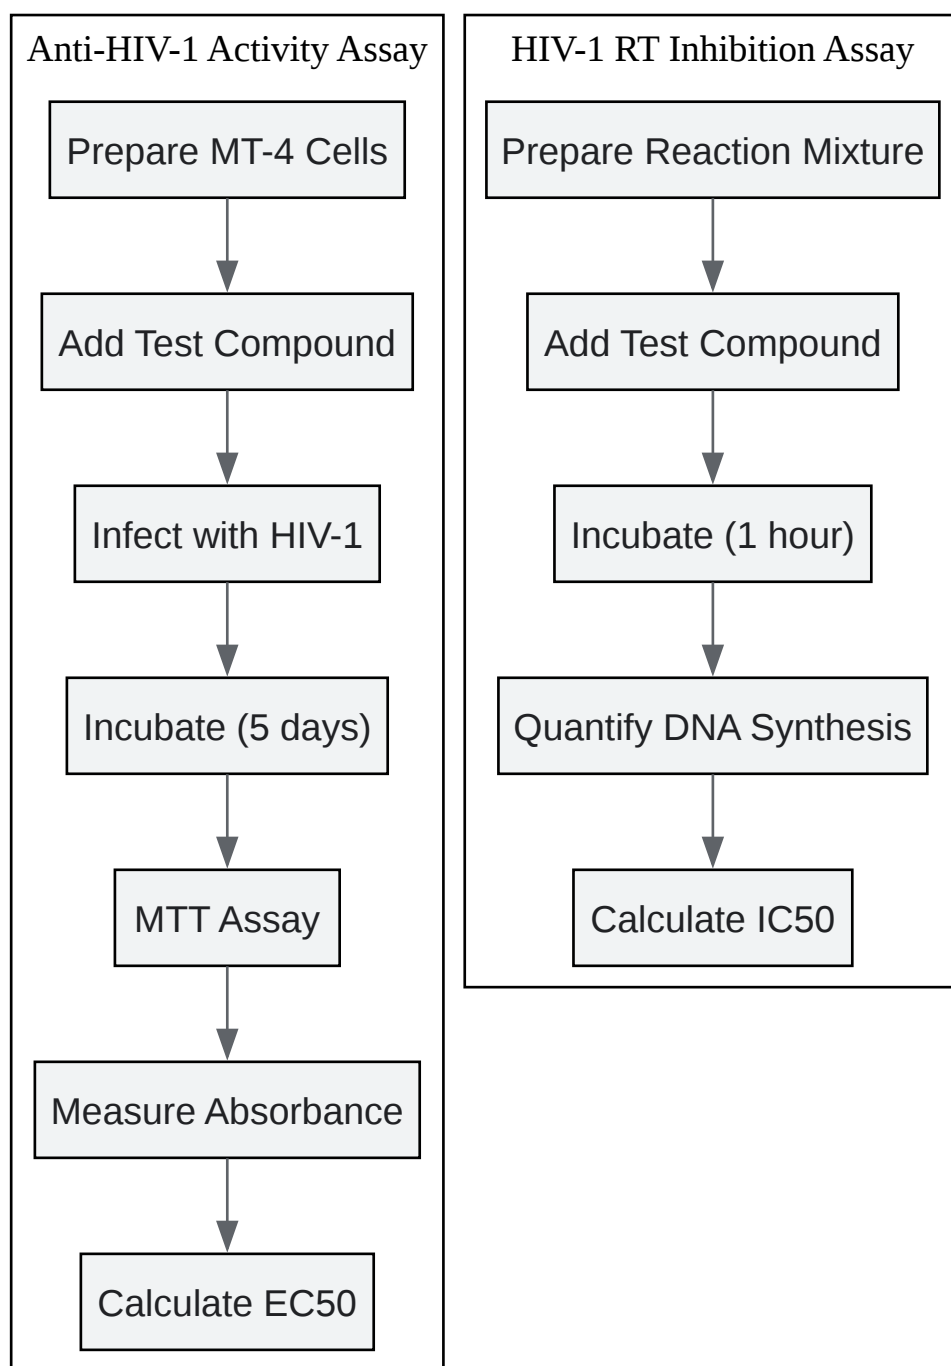 Anti-HIV-1 Activity Assay
Prepare MT-4 Cells
Add Test Compound
Infect with HIV-1
Incubate (5 days)
MTT Assay
Measure Absorbance
Calculate EC50
HIV-1 RT Inhibition Assay
Prepare Reaction Mixture
Add Test Compound
Incubate (1 hour)
Quantify DNA Synthesis
Calculate IC50